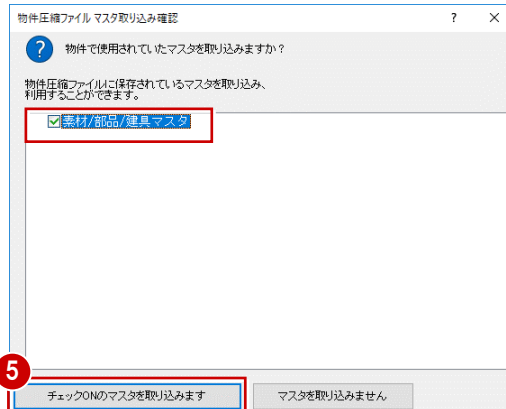 物件圧縮ファイル マスタ取り込み確認
?
×
?
物件で使用されていたマスタを取り込みますか？
物件圧縮ファイルに保存されているマスタを取り込み、
利用することができます。
素材/部品/建具マスタ
5
チェックONのマスタを取り込みます
マスタを取り込みません